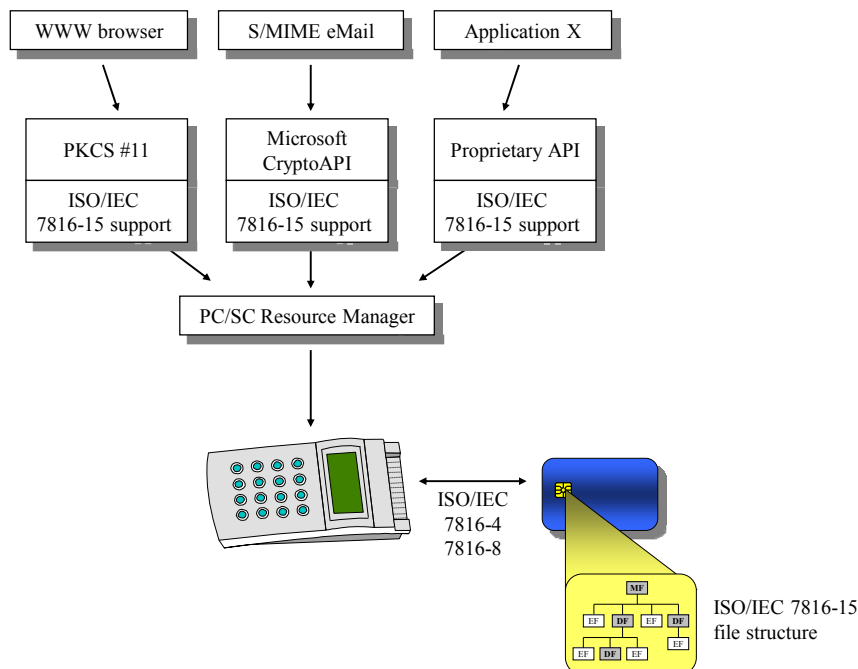 WWW browser
S/MIME eMail
Application X
PKCS #11
Microsoft
CryptoAPI
Proprietary API
ISO/IEC
7816-15 support
ISO/IEC
7816-15 support
ISO/IEC
7816-15 support
PC/SC Resource Manager
ISO/IEC
7816-4
7816-8
MF
EF
DF
EF
DF
EF
DF
EF
EF
ISO/IEC 7816-15
file structure